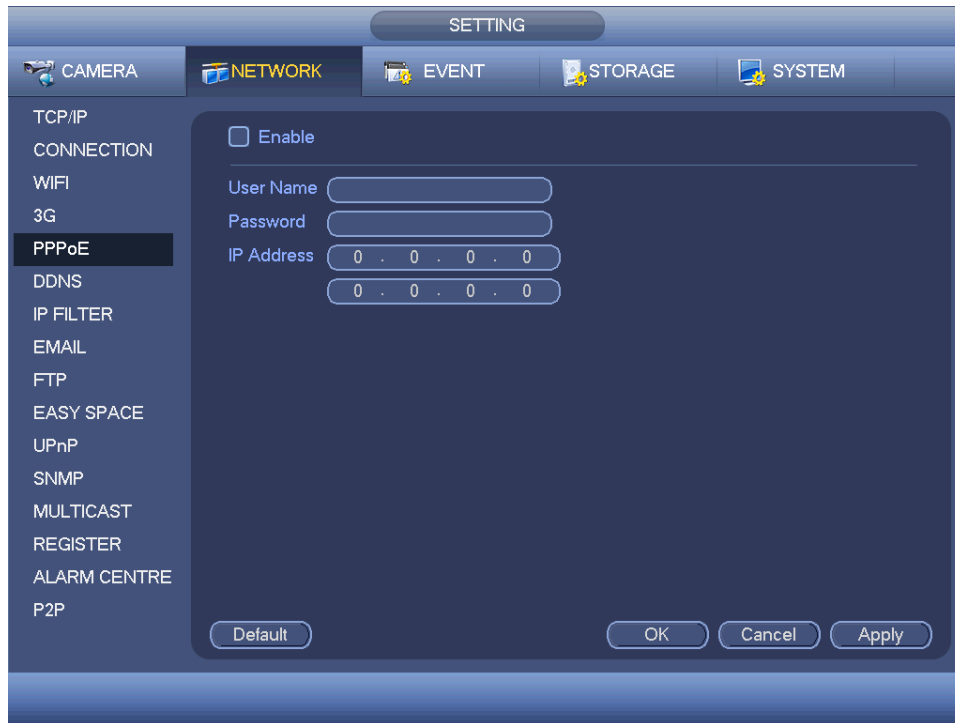 SETTING
CAMERA NETWORK EVENT STORAGE SYSTEM
TCP/IP
CONNECTION
WIFI
3G
PPPoE
DDNS
IP FILTER
EMAIL
FTP
EASY SPACE
UPnP
SNMP
MULTICAST
REGISTER
ALARM CENTRE
P2P
Enable
User Name
Password
IP Address 0 . 0 . 0 . 0
0 . 0 . 0 . 0
Default OK Cancel Apply